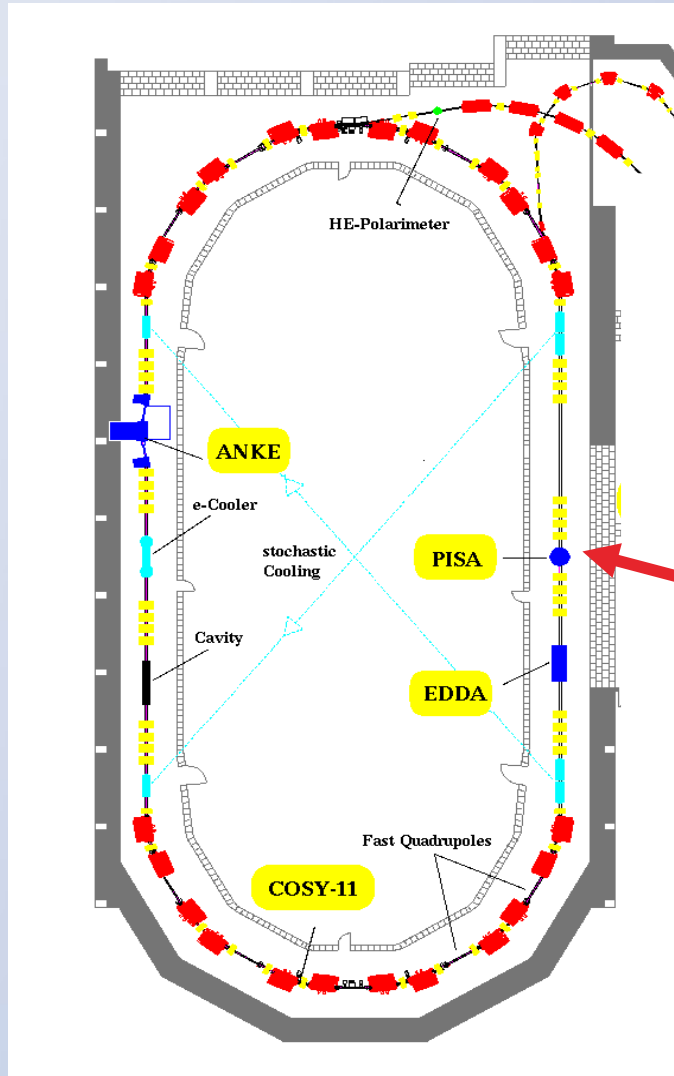 HE-Polarimeter
ANKE
e-Cooler
stochastic
Cooling
PISA
Cavity
EDDA
Fast Quadrupoles
COSY-11